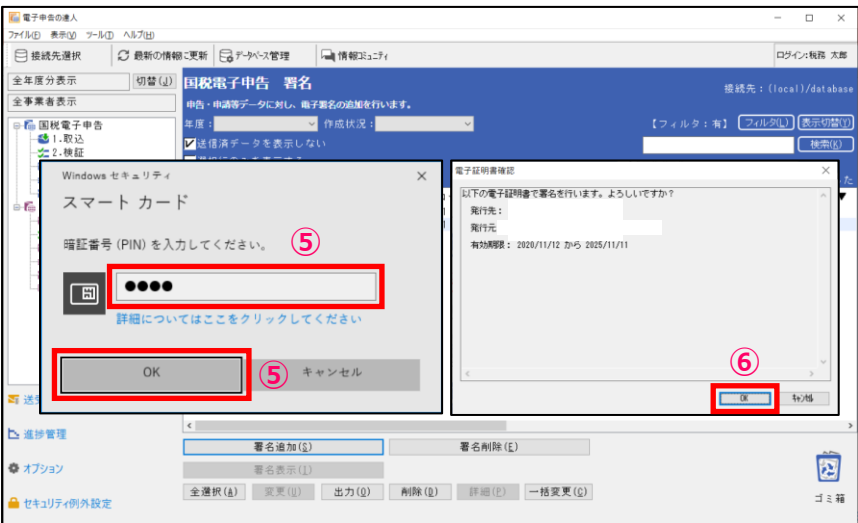 電子申告の達人
ファイル(F) 表示(V) ツール(T) ヘルプ(H)
接続先選択 最新の情報に更新 データベース管理 情報コミュニティ ログイン:税務 太郎
全年度分表示 切替(J)
全事業者表示
国税電子申告
1.取込
2.検証
国税電子申告 署名
接続先:(local)/database
申告・申請等データに対し、電子署名の追加を行います。
年度: 作成状況: 【フィルタ:有】 フィルタ(L) 表示切替(Y)
送信済データを表示しない 検索(K)
Windows セキュリティ
スマート カード
暗証番号 (PIN) を入力してください。 ⑤
●●●●
詳細についてはここをクリックしてください
OK ⑤ キャンセル
電子証明書確認
以下の電子証明書で署名を行います。よろしいですか?
発行先:
発行元
有効期限: 2020/11/12 から 2025/11/11
⑥
OK キャンセル
進捗管理
オプション
セキュリティ例外設定
署名追加(S) 署名削除(E)
署名表示(I)
全選択(A) 変更(U) 出力(O) 削除(D) 詳細(P) 一括変更(C)
ゴミ箱